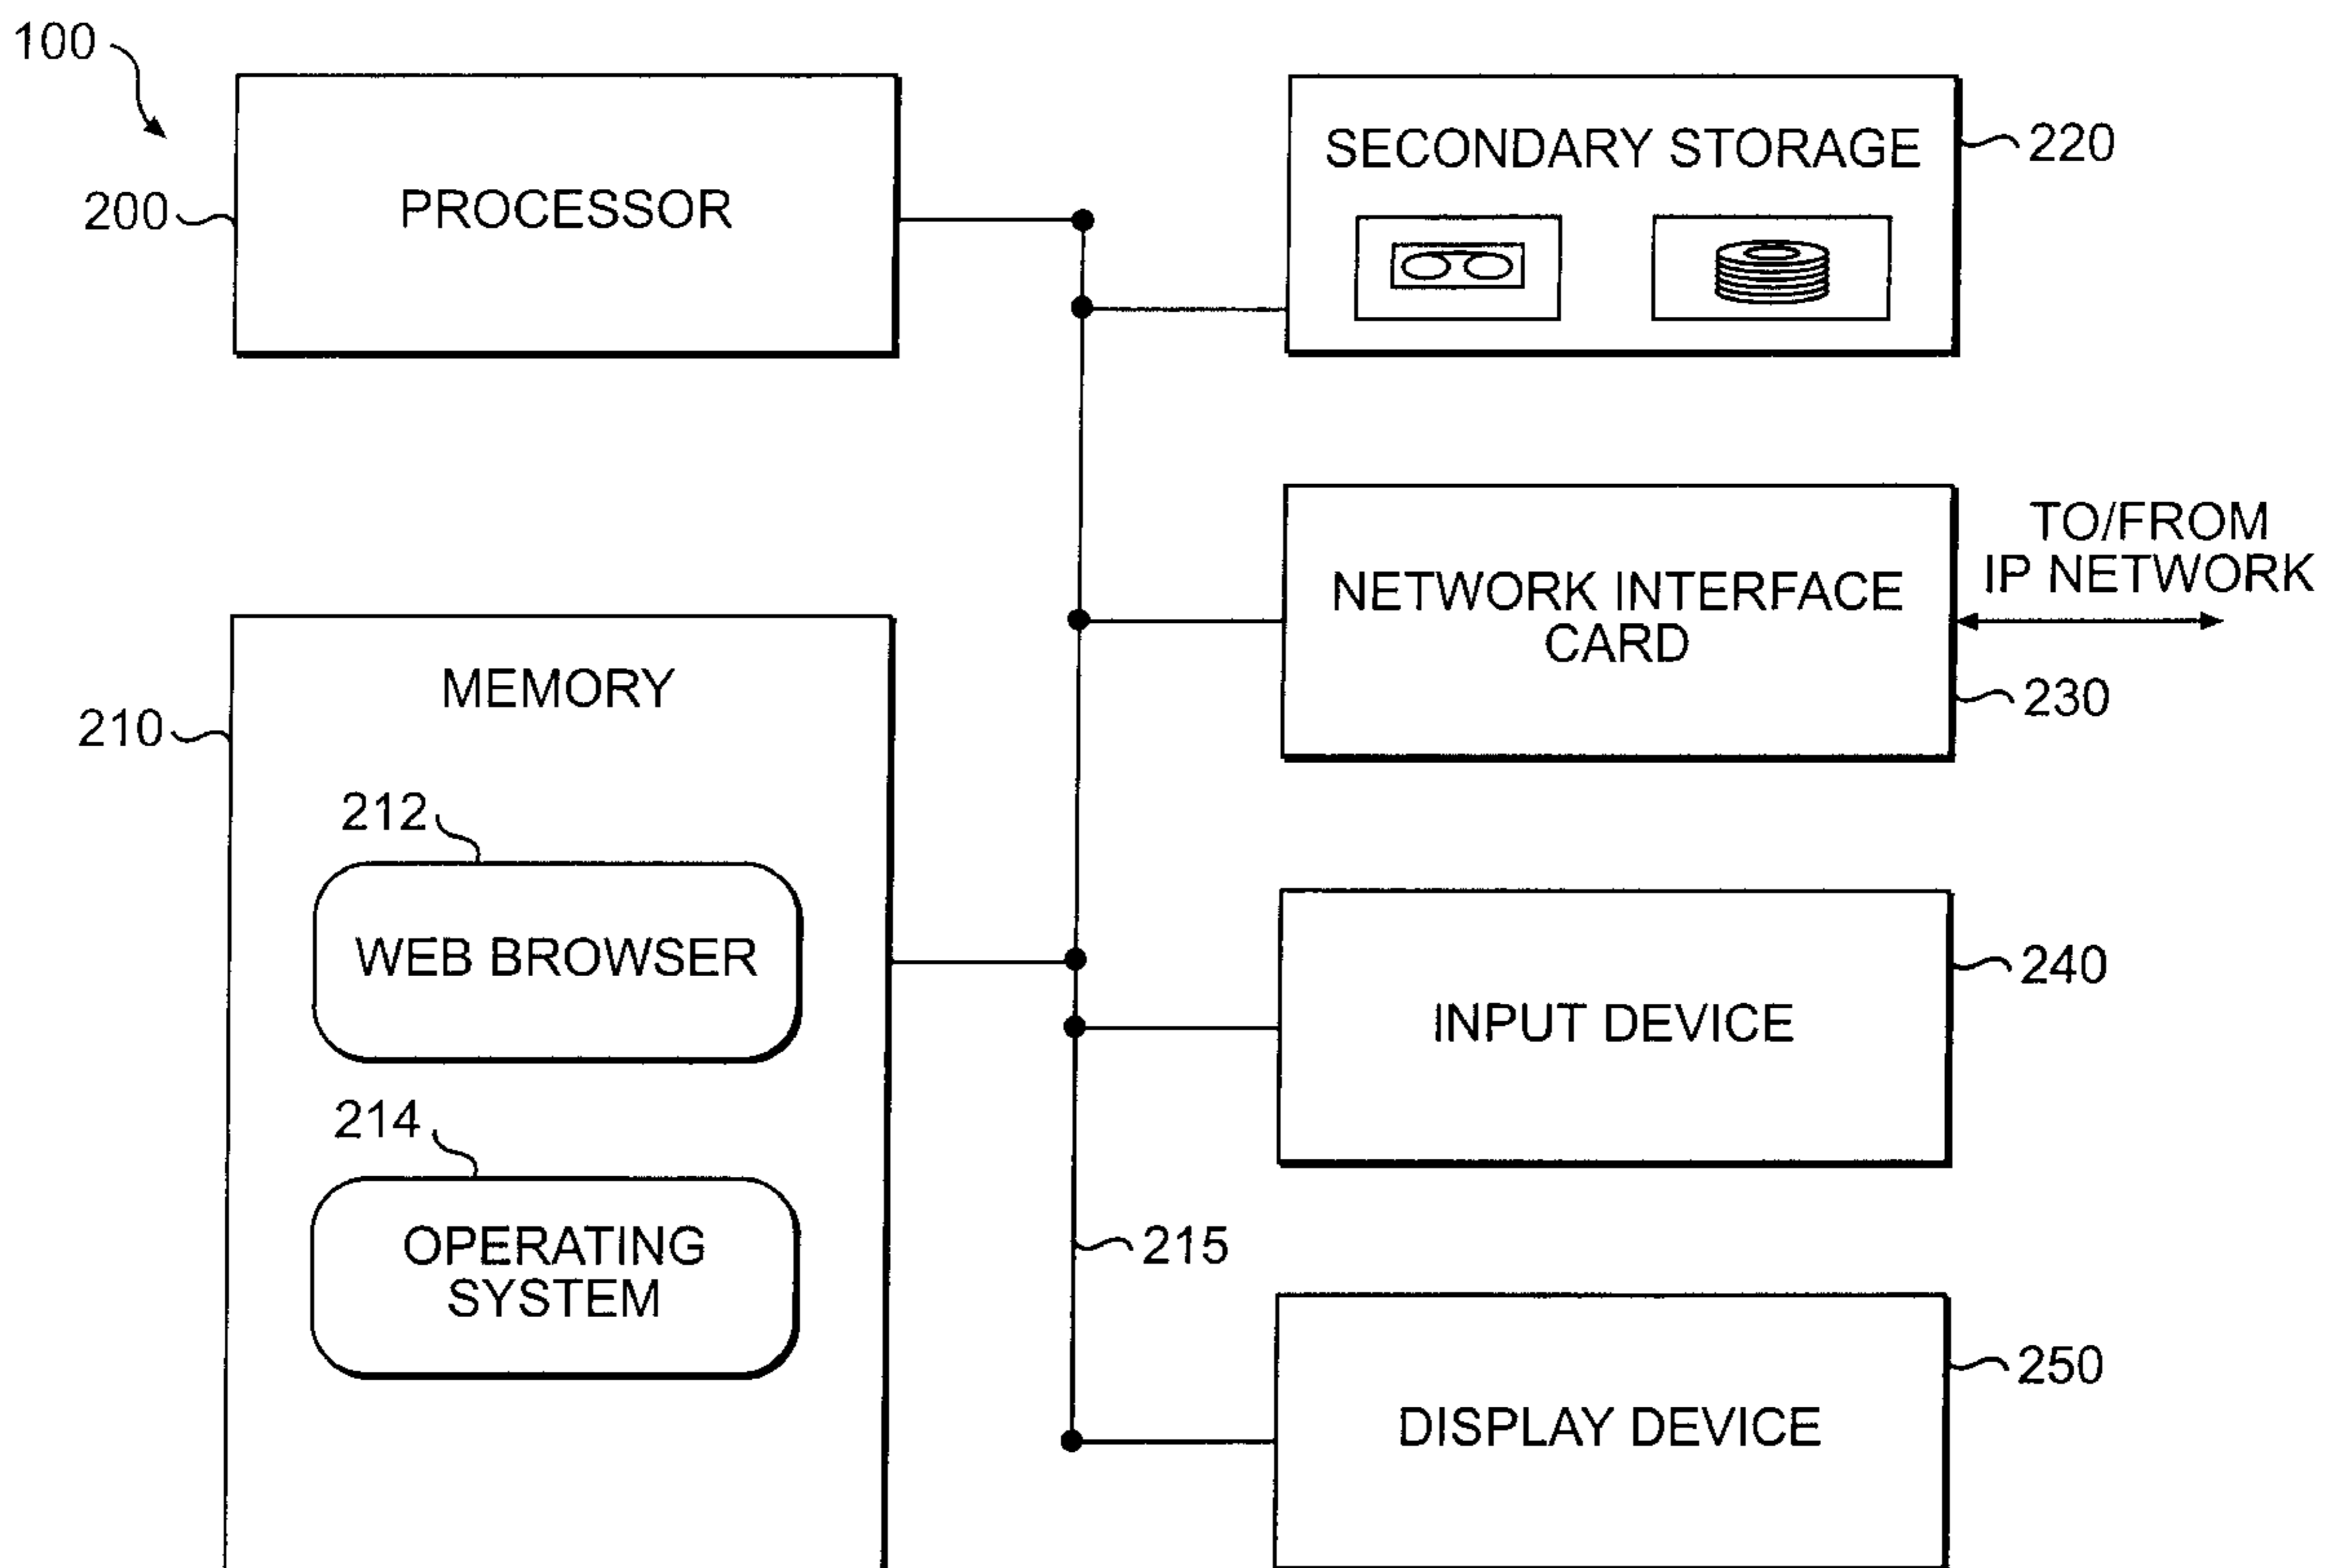 100
200
PROCESSOR
SECONDARY STORAGE
220
NETWORK INTERFACE
CARD
TO/FROM
IP NETWORK
230
210
MEMORY
212
WEB BROWSER
214
OPERATING
SYSTEM
INPUT DEVICE
240
215
DISPLAY DEVICE
250